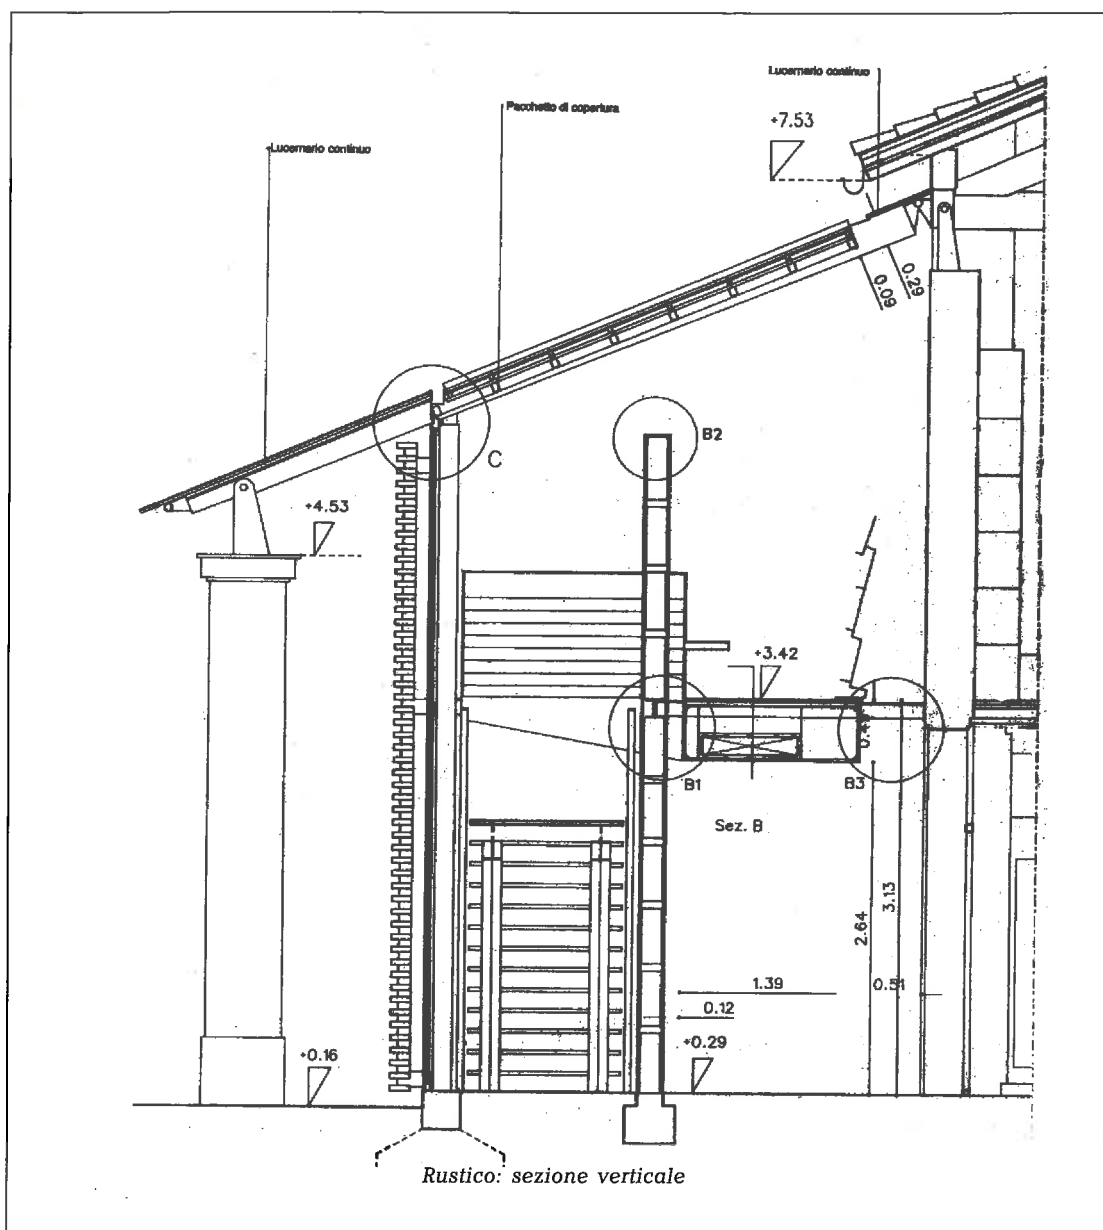 Lucernario continuo
Pacchetto di copertura
+7.53
Lucernario continuo
0.29
0.09
C
B2
+4.53
+3.42
B1
B3
Sez. B
3.13
2.64
1.39
0.51
0.12
+0.16
+0.29
Rustico: sezione verticale